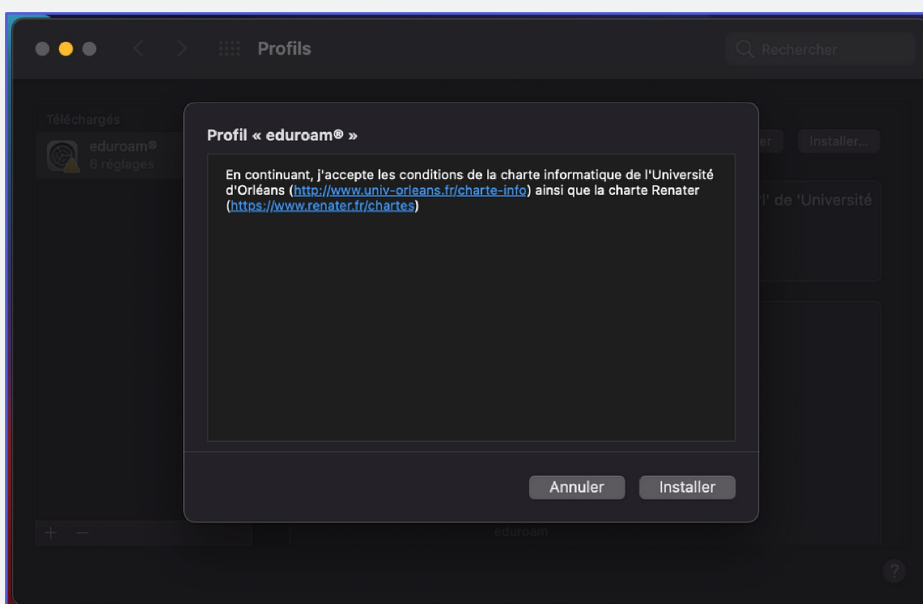 Profils
Rechercher
Téléchargés
eduroam®
6 réglages
er
Installer...
Profil « eduroam® »
En continuant, j'accepte les conditions de la charte informatique de l'Université
d'Orléans (http://www.univ-orleans.fr/charte-info) ainsi que la charte Renater
(https://www.renater.fr/chartes)
de 'Université
Annuler
Installer
eduroam
?